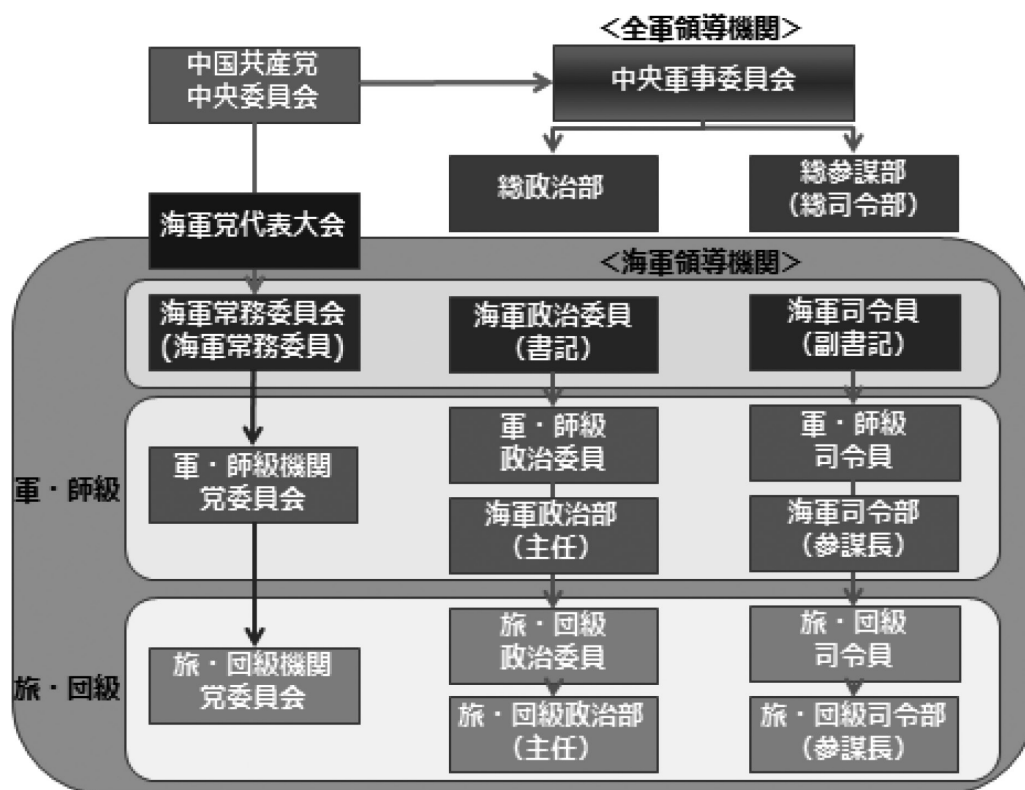 <全軍領導機関>
中国共産党
中央委員会
中央軍事委員会
総政治部
総参謀部
(総司令部)
海軍党代表大会
<海軍領導機関>
海軍常務委員会
(海軍常務委員)
海軍政治委員
(書記)
海軍司令員
(副書記)
軍・師級
軍・師級機関
党委員会
軍・師級
政治委員
海軍政治部
(主任)
軍・師級
司令員
海軍司令部
(参謀長)
旅・団級
旅・団級機関
党委員会
旅・団級
政治委員
旅・団級政治部
(主任)
旅・団級
司令員
旅・団級司令部
(参謀長)